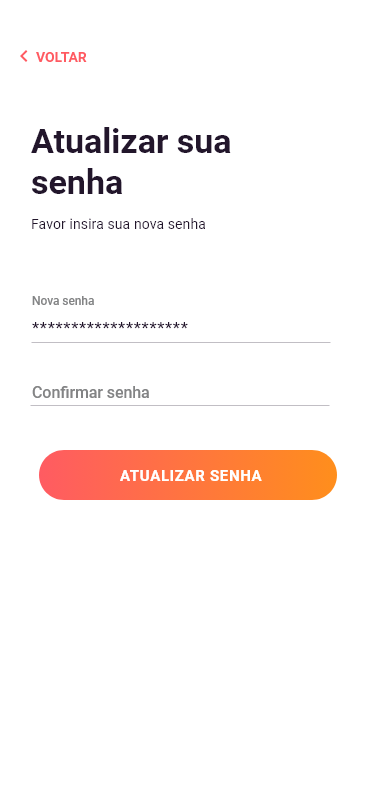 VOLTAR
Atualizar sua
senha
Favor insira sua nova senha
Nova senha
********************
Confirmar senha
ATUALIZAR SENHA